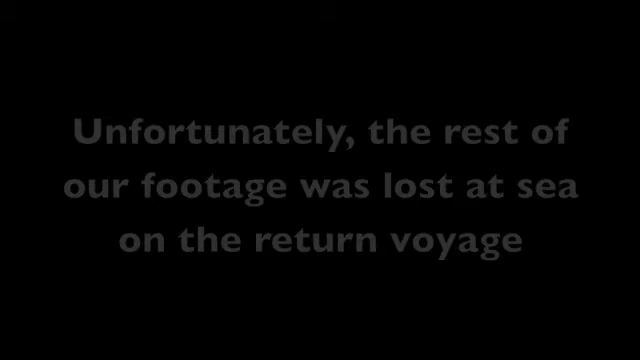 Unfortunately, the rest of
our footage was lost at sea
on the return voyage